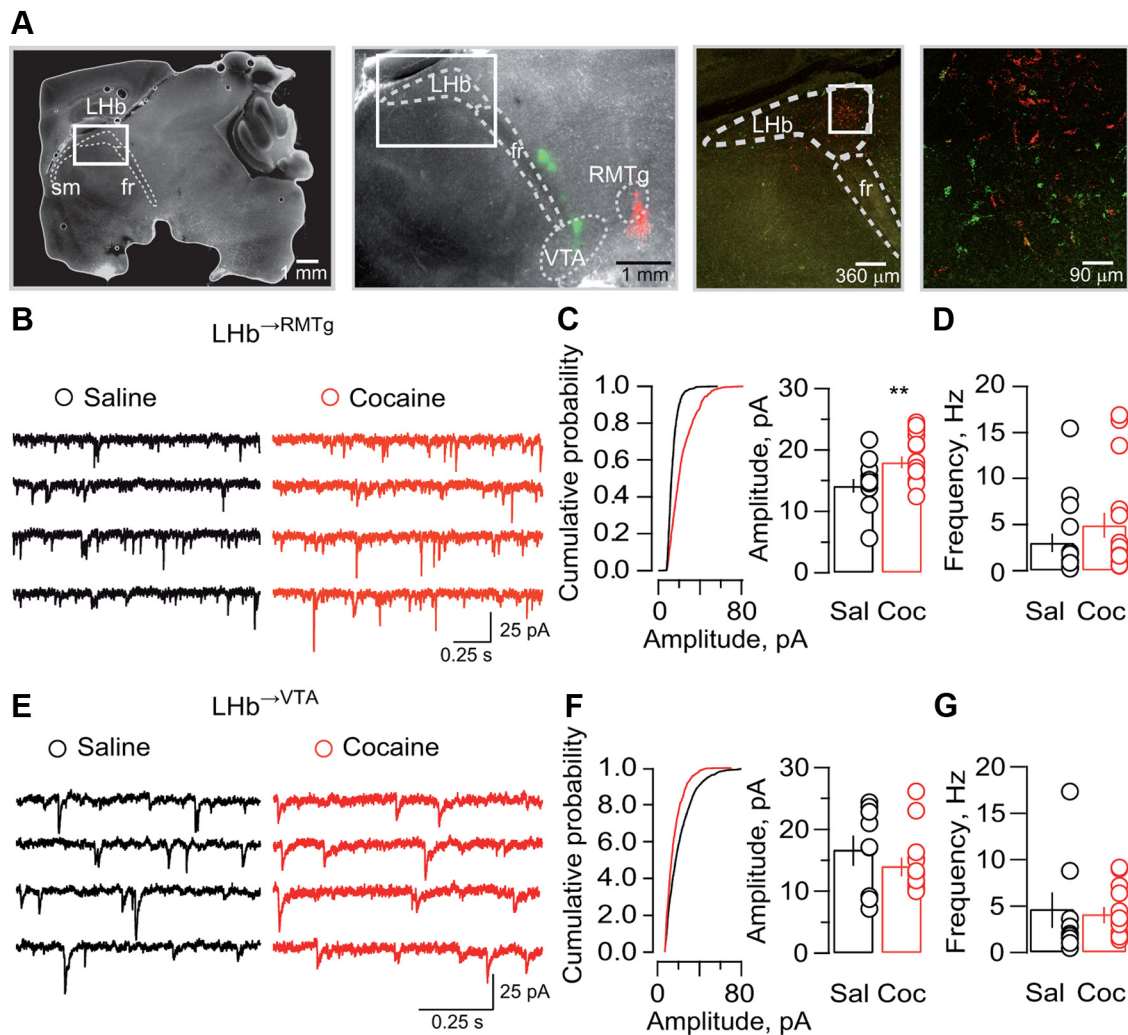 A
LHb
sm
fr
1 mm
LHb
fr
RMTg
VTA
1 mm
LHb
fr
360 μm
90 μm
B
LHb→RMTg
Saline
Cocaine
25 pA
0.25 s
C
Cumulative probability
1.0
0.8
0.6
0.4
0.2
0.0
0
80
Amplitude, pA
Amplitude, pA
30
20
10
0
**
Sal Coc
D
Frequency, Hz
20
15
10
5
0
Sal Coc
E
LHb→VTA
Saline
Cocaine
25 pA
0.25 s
F
Cumulative probability
1.0
8.0
6.0
4.0
2.0
0.0
0
80
Amplitude, pA
Amplitude, pA
30
20
10
0
Sal Coc
G
Frequency, Hz
20
15
10
5
0
Sal Coc